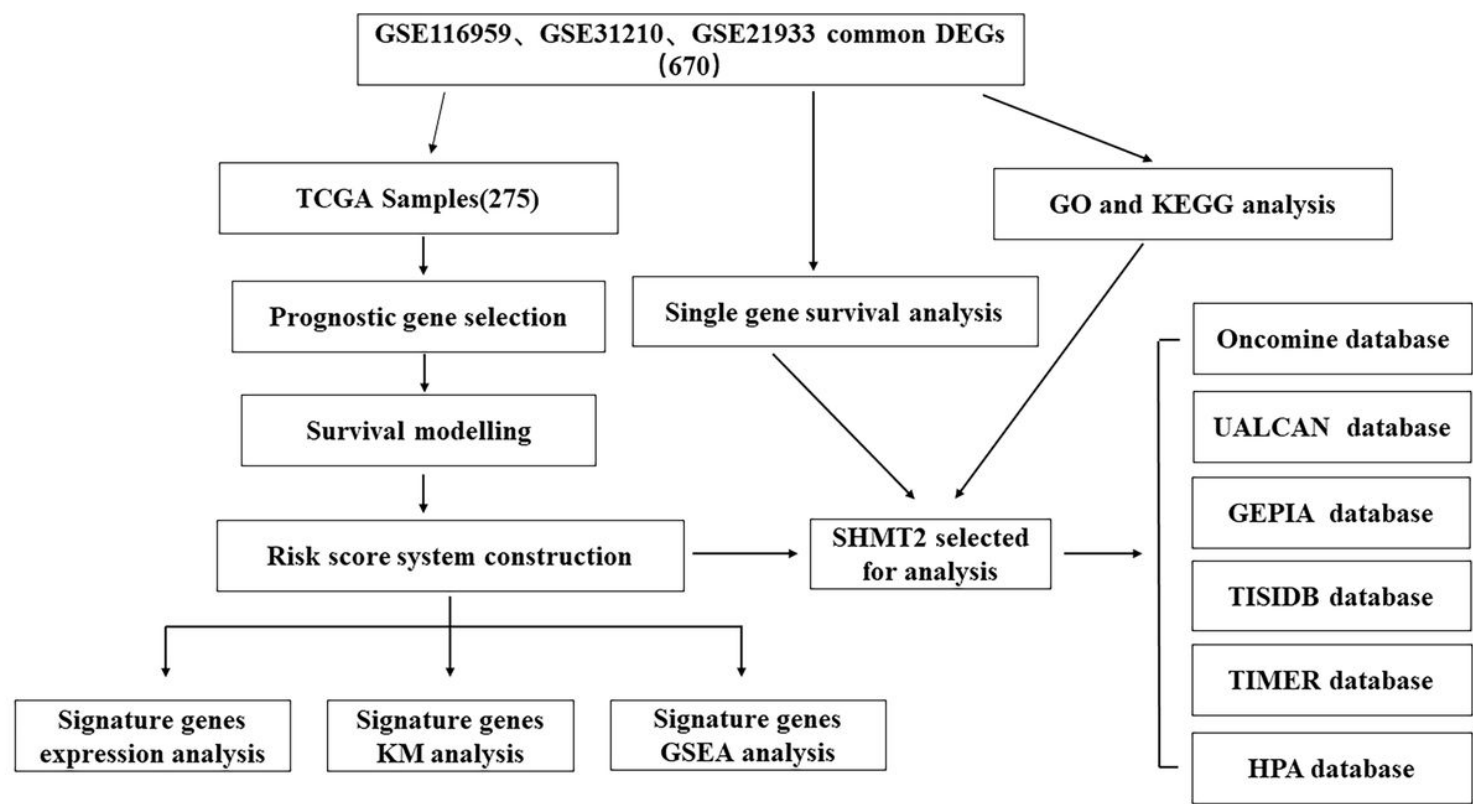 GSE116959、GSE31210、GSE21933 common DEGs
(670)
TCGA Samples(275)
GO and KEGG analysis
Prognostic gene selection
Single gene survival analysis
Oncomine database
Survival modelling
UALCAN database
GEPIA database
Risk score system construction
SHMT2 selected
for analysis
TISIDB database
TIMER database
Signature genes
expression analysis
Signature genes
KM analysis
Signature genes
GSEA analysis
HPA database